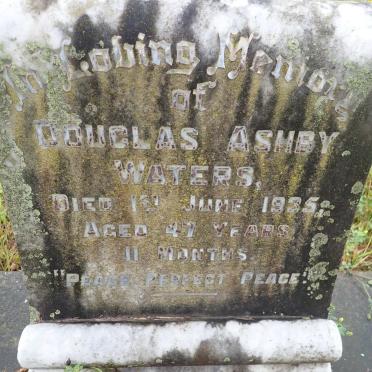 In Loving Memory
of
DOUGLAS ASHBY
WATERS,
DIED 1ST JUNE 1935,
AGED 47 YEARS
11 MONTHS.
"PEACE, PERFECT PEACE."